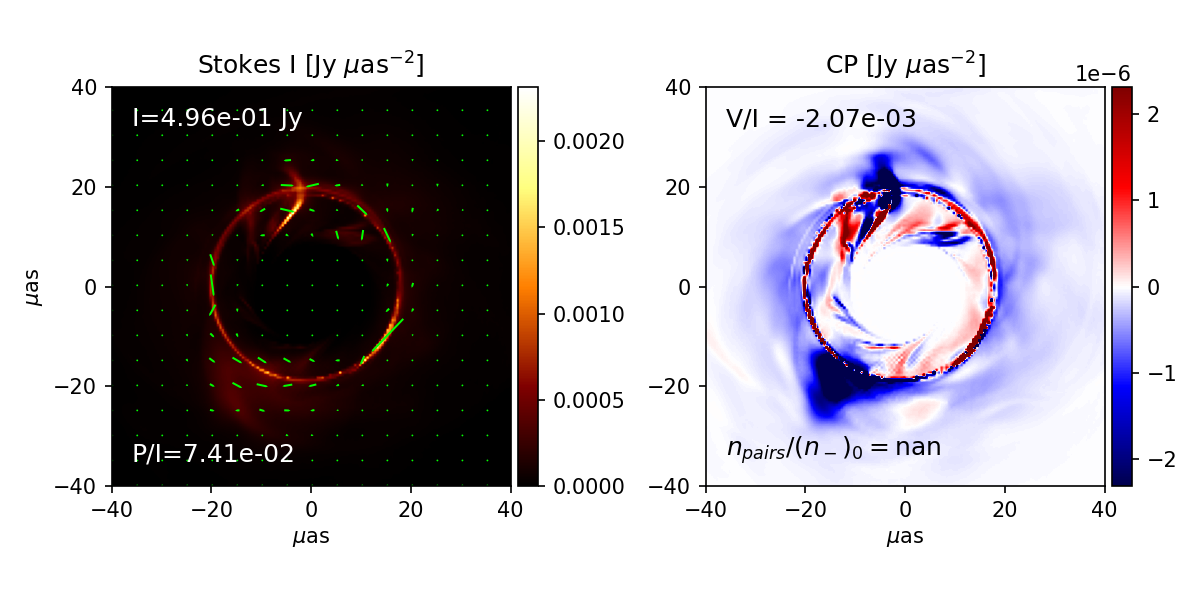 Stokes I [Jy μas⁻²]
I=4.96e-01 Jy
P/I=7.41e-02
40
20
0
−20
−40
μas
−40 −20 0 20 40
μas
0.0020
0.0015
0.0010
0.0005
0.0000
CP [Jy μas⁻²]
1e−6
V/I = -2.07e-03
n_pairs/(n_−)_0 = nan
40
20
0
−20
−40
−40 −20 0 20 40
μas
2
1
0
−1
−2